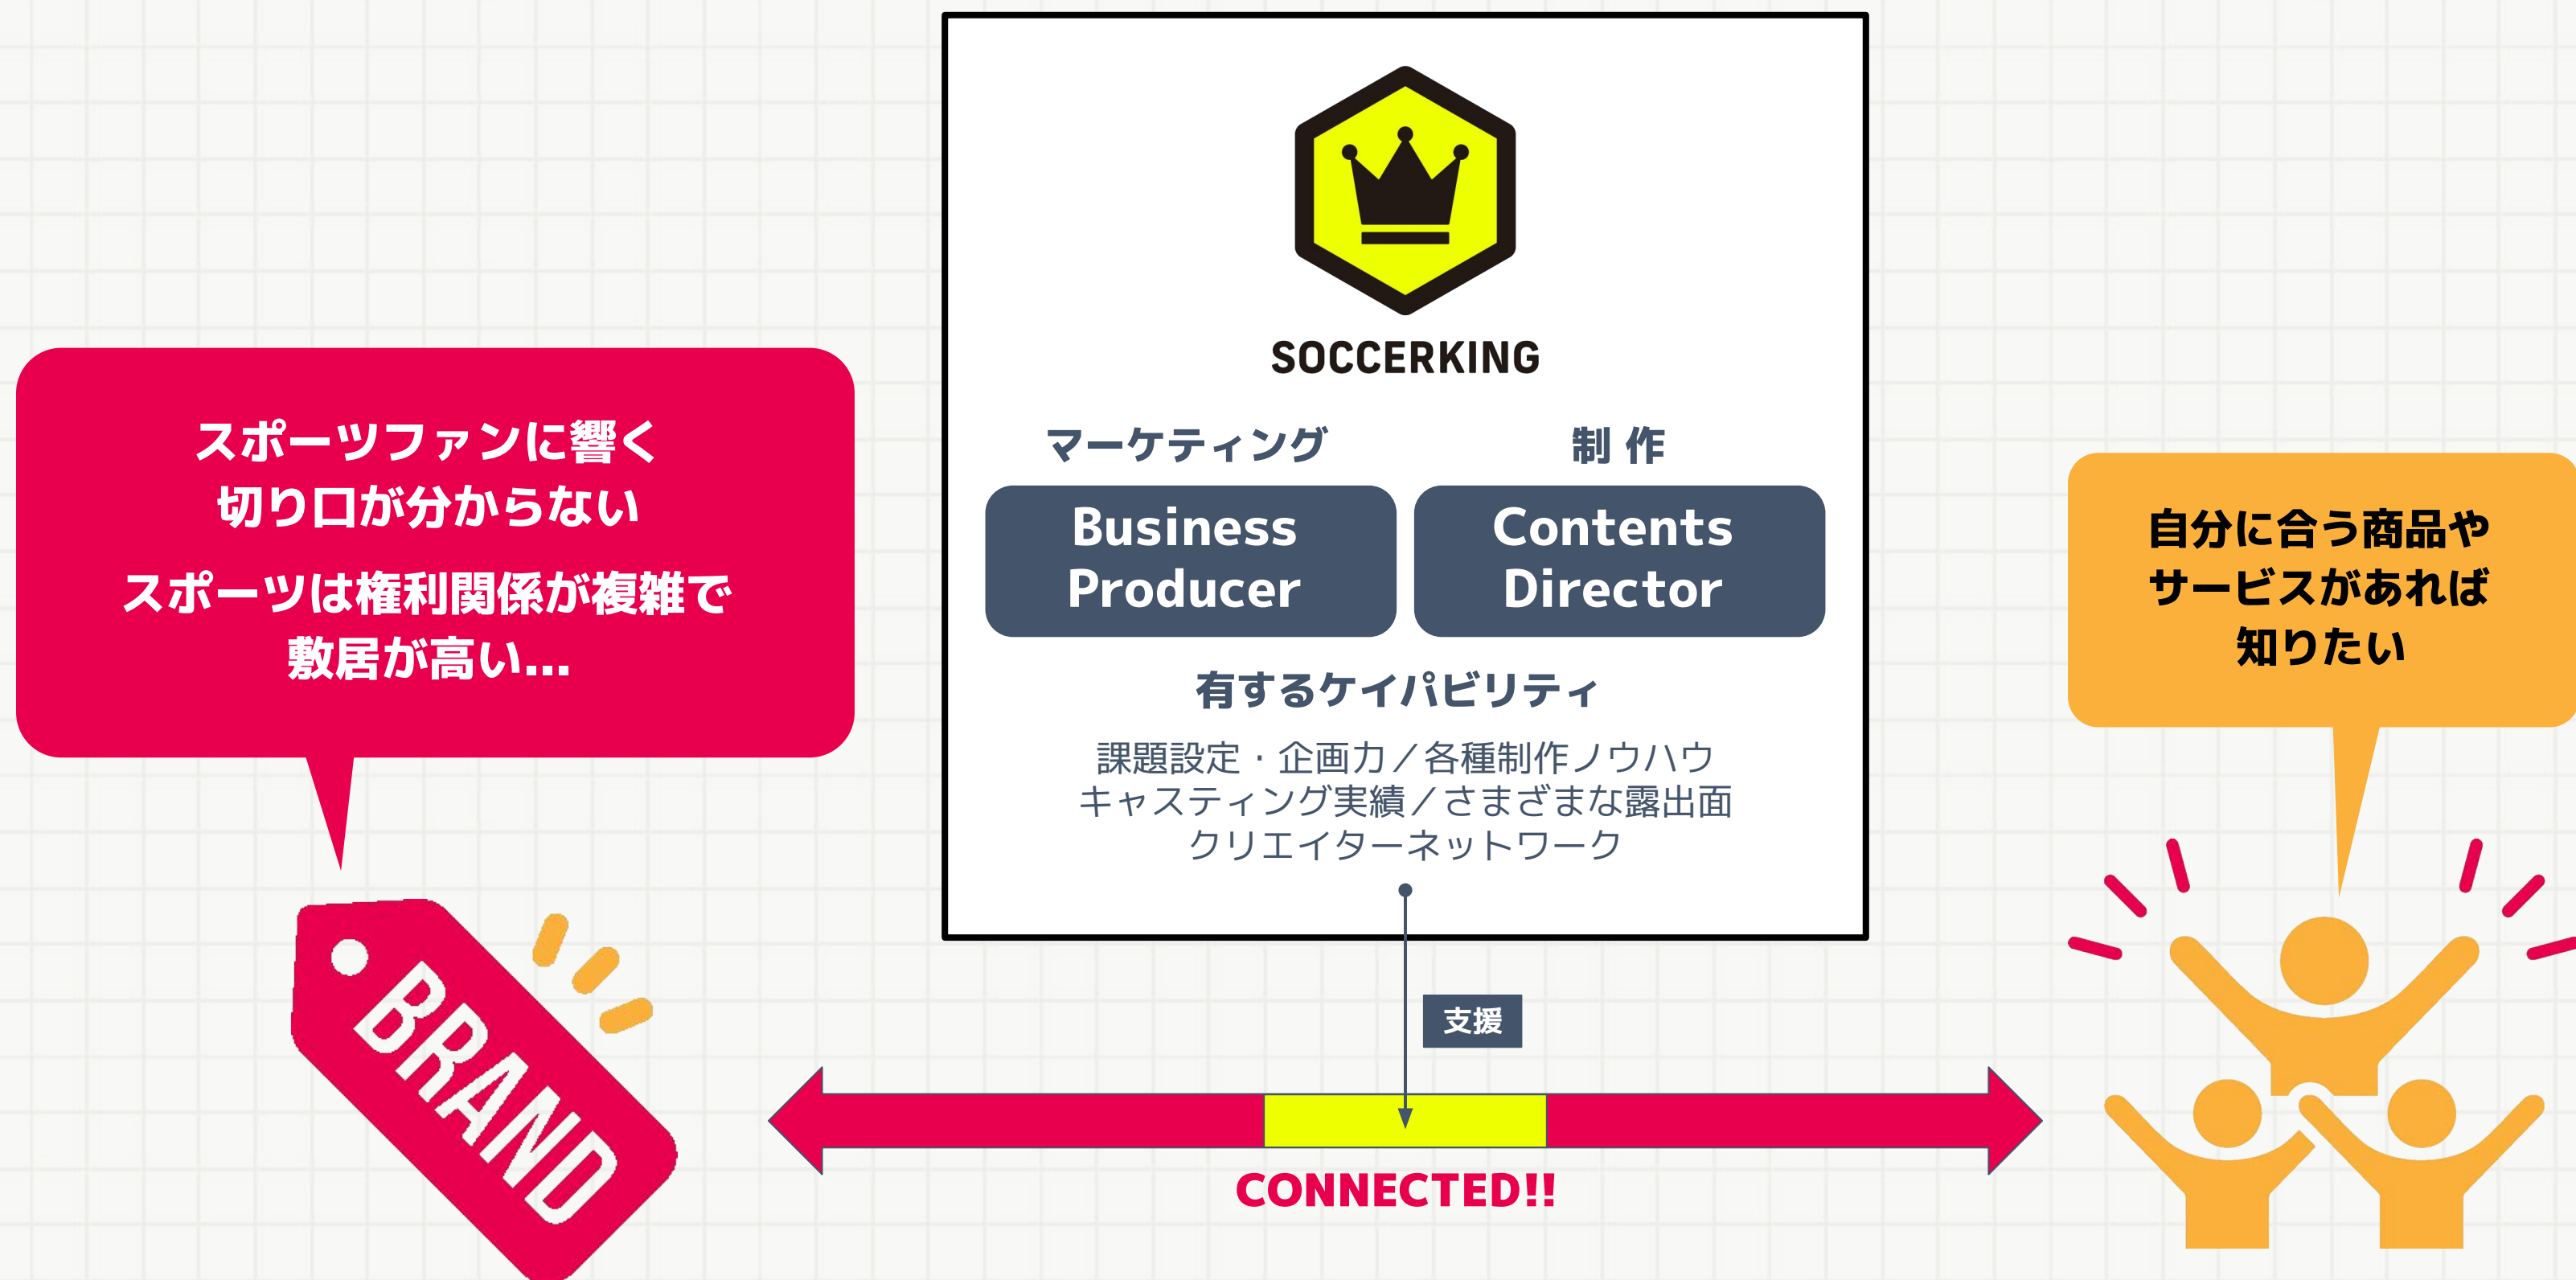 SOCCERKING
マーケティング
制 作
Business
Producer
Contents
Director
有するケイパビリティ
課題設定・企画力／各種制作ノウハウ
キャスティング実績／さまざまな露出面
クリエイターネットワーク
スポーツファンに響く
切り口が分からない
スポーツは権利関係が複雑で
敷居が高い...
自分に合う商品や
サービスがあれば
知りたい
BRAND
支援
CONNECTED!!